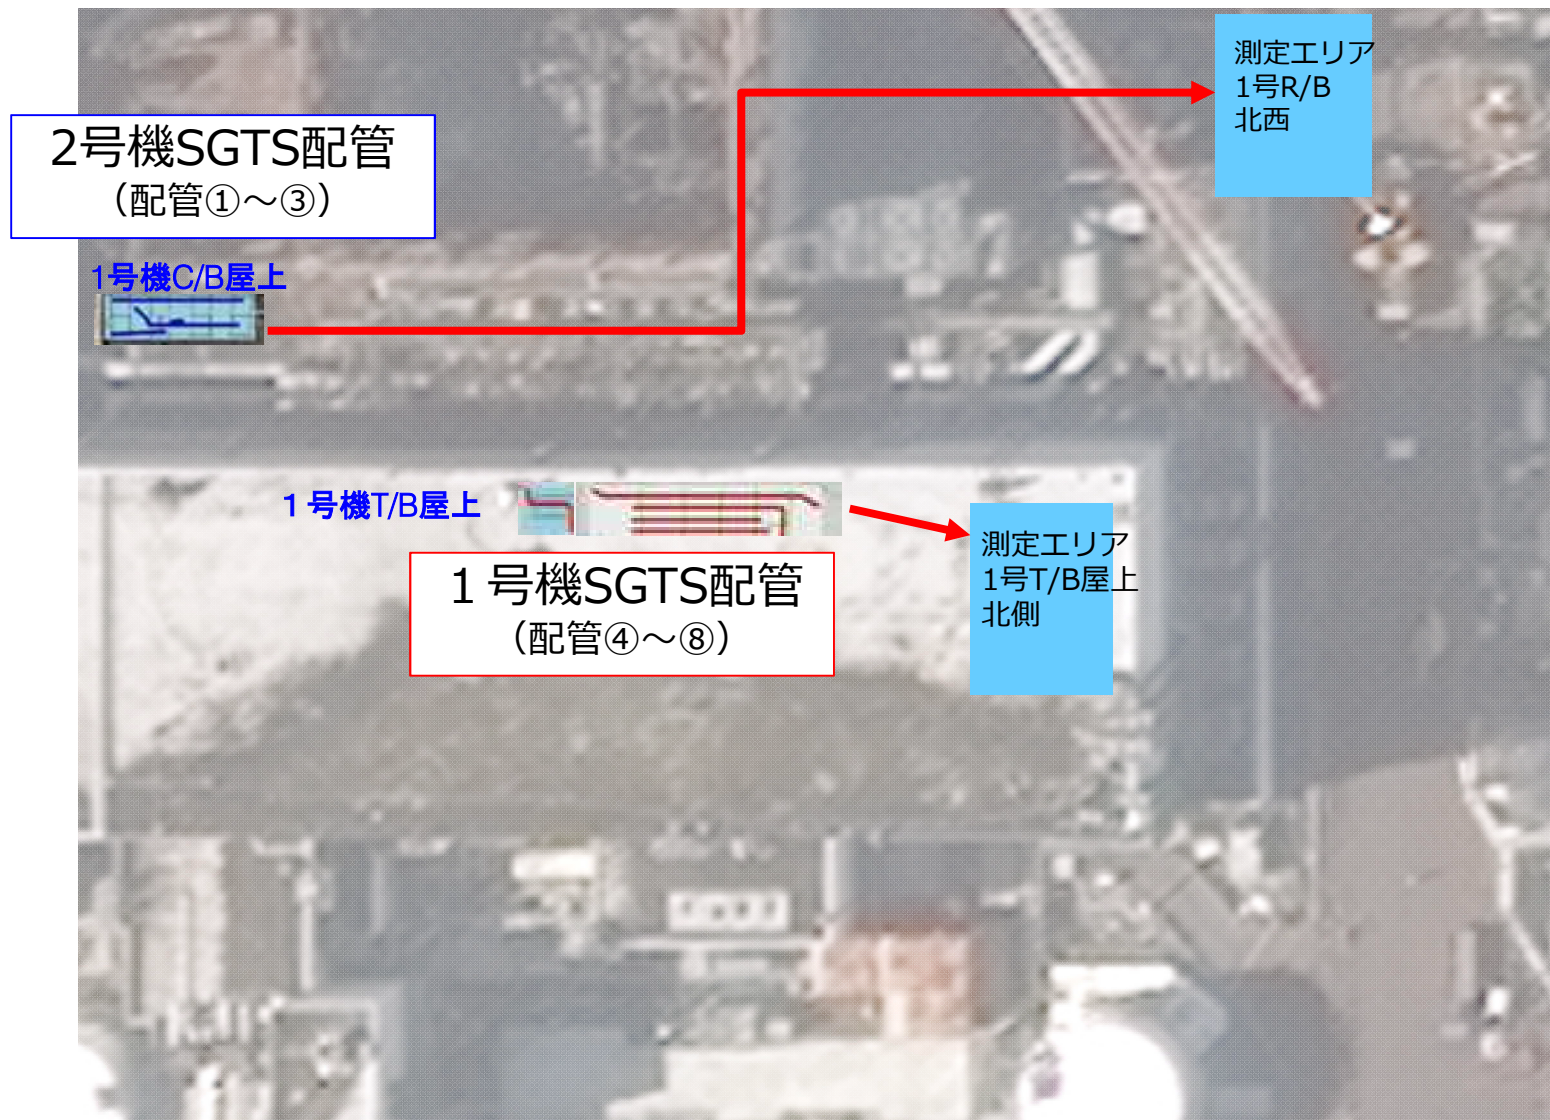 測定エリア
1号R/B
北西
2号機SGTS配管
（配管①～③）
1号機C/B屋上
１号機T/B屋上
測定エリア
1号T/B屋上
北側
１号機SGTS配管
（配管④～⑧）